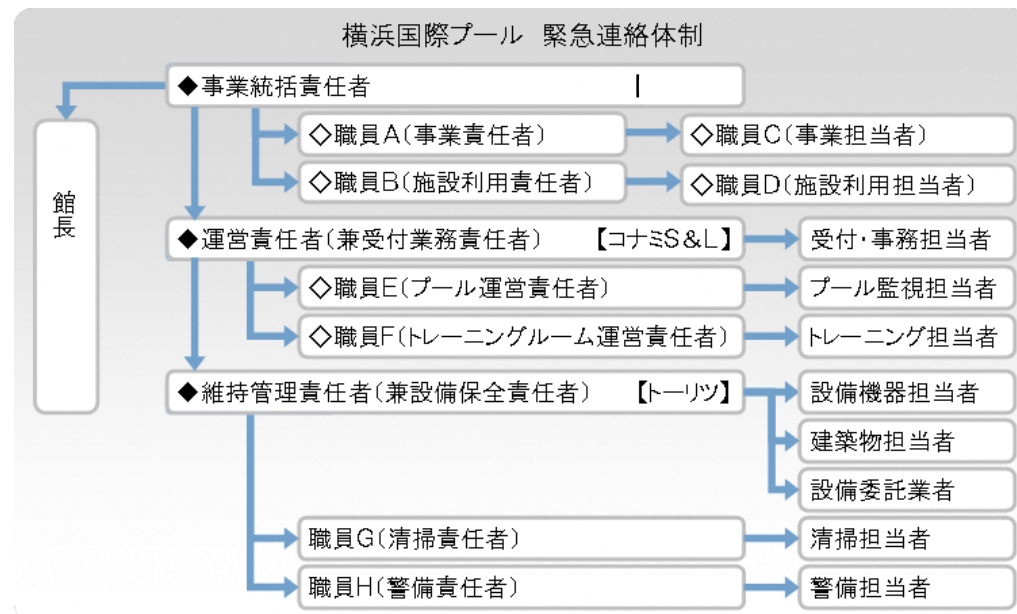 横浜国際プール 緊急連絡体制
◆事業統括責任者
◇職員A(事業責任者)
◇職員C(事業担当者)
◇職員B(施設利用責任者)
◇職員D(施設利用担当者)
館長
◆運営責任者(兼受付業務責任者) 【コナミS&L】
受付・事務担当者
◇職員E(プール運営責任者)
プール監視担当者
◇職員F(トレーニングルーム運営責任者)
トレーニング担当者
◆維持管理責任者(兼設備保全責任者) 【トーリツ】
設備機器担当者
建築物担当者
設備委託業者
職員G(清掃責任者)
清掃担当者
職員H(警備責任者)
警備担当者